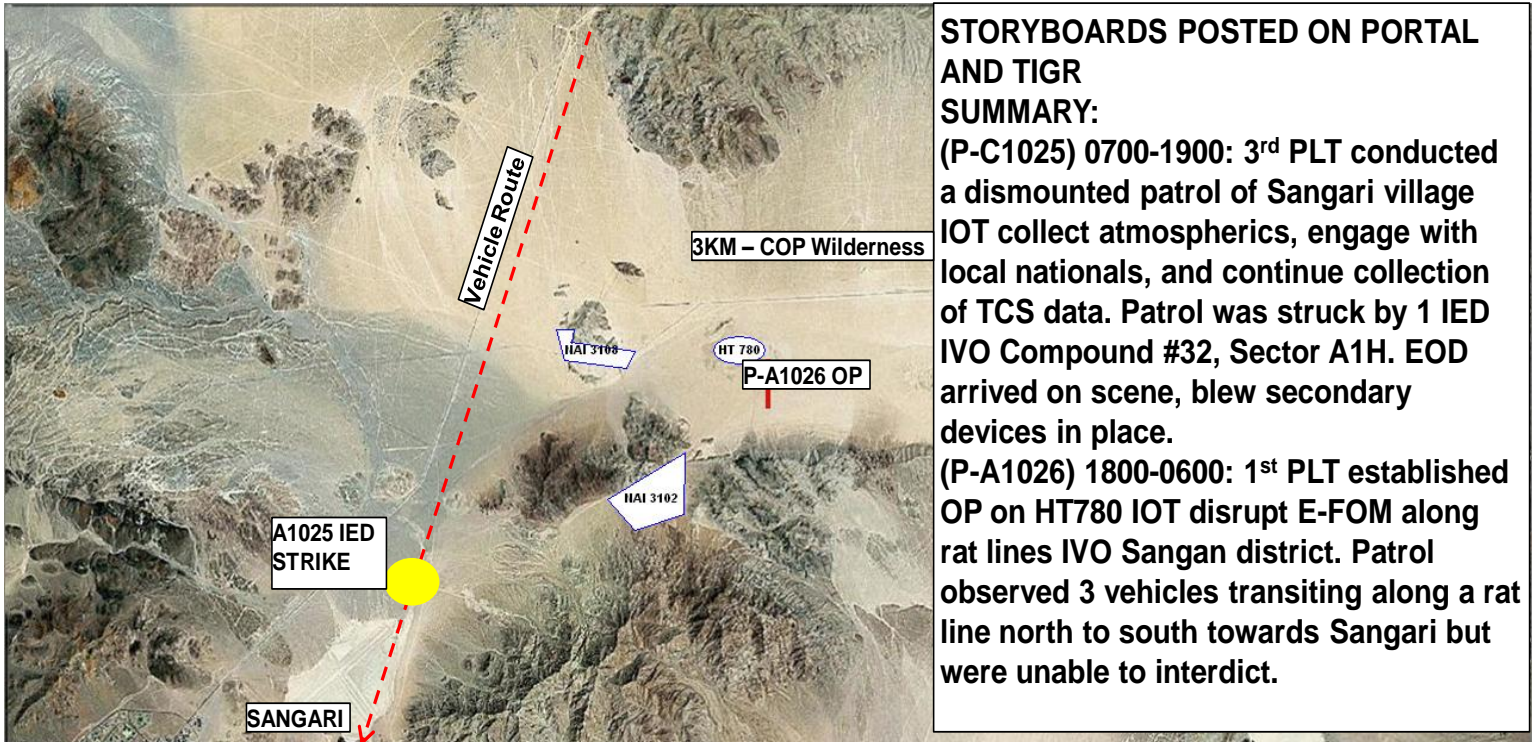 Vehicle Route
3KM – COP Wilderness
NAI 3108
HT 780
P-A1026 OP
NAI 3102
A1025 IED
STRIKE
SANGARI
STORYBOARDS POSTED ON PORTAL
AND TIGR
SUMMARY:
(P-C1025) 0700-1900: 3rd PLT conducted
a dismounted patrol of Sangari village
IOT collect atmospherics, engage with
local nationals, and continue collection
of TCS data. Patrol was struck by 1 IED
IVO Compound #32, Sector A1H. EOD
arrived on scene, blew secondary
devices in place.
(P-A1026) 1800-0600: 1st PLT established
OP on HT780 IOT disrupt E-FOM along
rat lines IVO Sangan district. Patrol
observed 3 vehicles transiting along a rat
line north to south towards Sangari but
were unable to interdict.